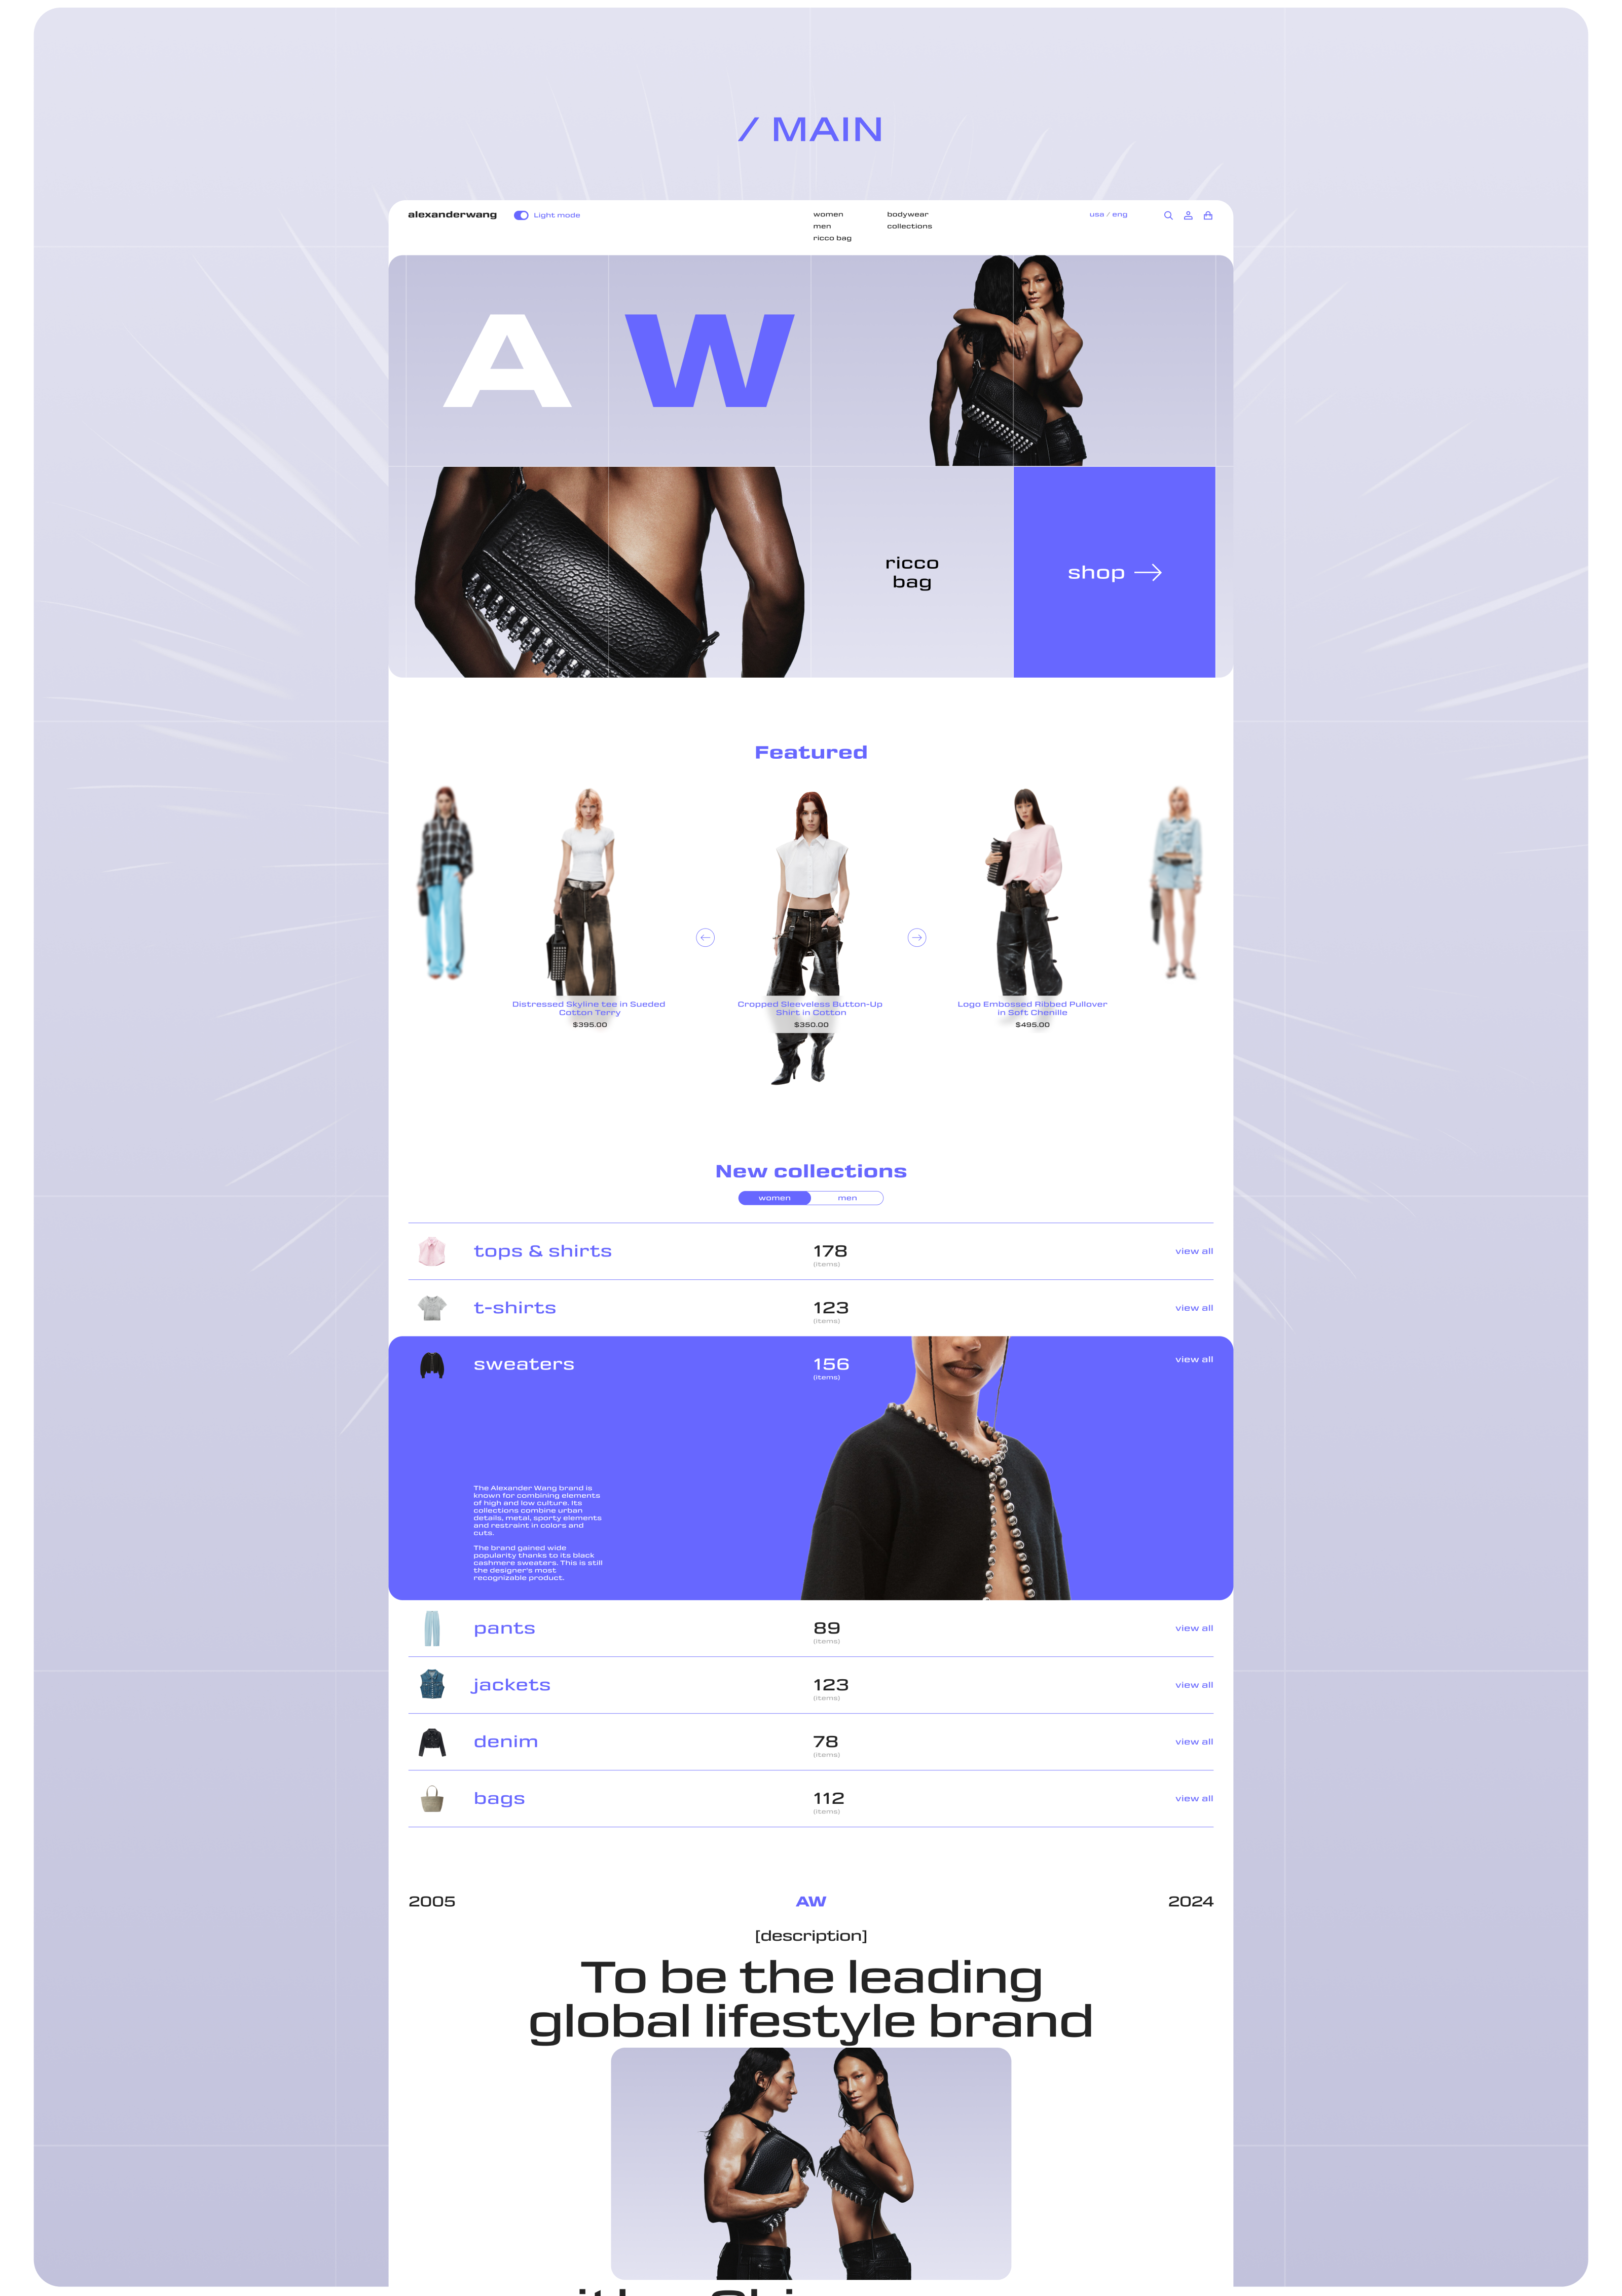 / MAIN
alexanderwang
Light mode
women
men
ricco bag
bodywear
collections
usa / eng
A W
ricco
bag
shop
Featured
Distressed Skyline tee in Sueded
Cotton Terry
$395.00
Cropped Sleeveless Button-Up
Shirt in Cotton
$350.00
Logo Embossed Ribbed Pullover
in Soft Chenille
$495.00
New collections
women men
tops & shirts
178
(items)
view all
t-shirts
123
(items)
view all
sweaters
156
(items)
view all
The Alexander Wang brand is
known for combining elements
of high and low culture. Its
collections combine urban
details, metal, sporty elements
and restraint in colors and
cuts.
The brand gained wide
popularity thanks to its black
cashmere sweaters. This is still
the designer's most
recognizable product.
pants
89
(items)
view all
jackets
123
(items)
view all
denim
78
(items)
view all
bags
112
(items)
view all
2005
AW
2024
[description]
To be the leading
global lifestyle brand